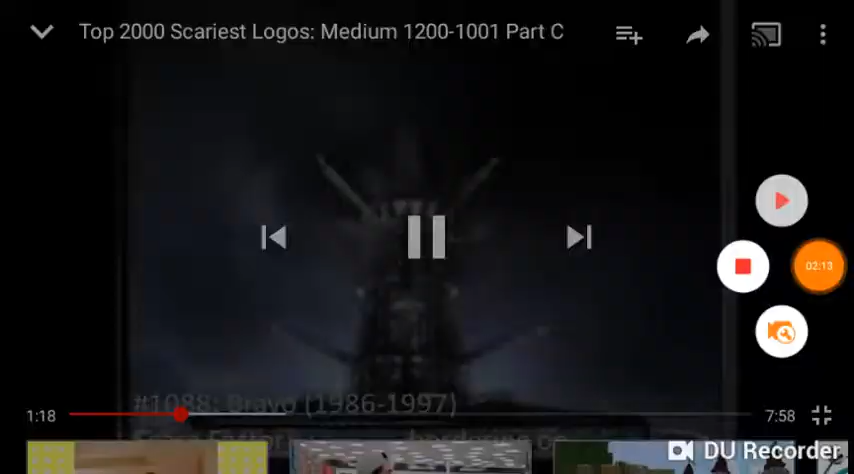 Top 2000 Scariest Logos: Medium 1200-1001 Part C
02:13
#1088: Bravo (1986-1997)
1:18
7:58
DU Recorder